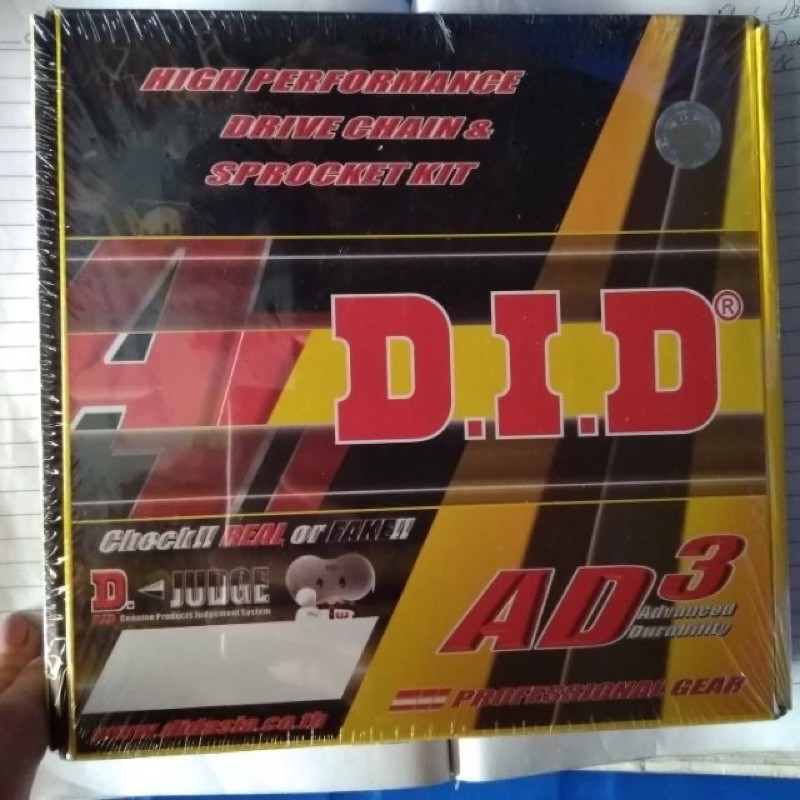 HIGH PERFORMANCE
DRIVE CHAIN &
SPROCKET KIT
D.I.D®
Check!! REAL or FAKE!!
D. JUDGE
D.I.D Genuine Products Judgement System
AD3
Advanced
Durability
PROFESSIONAL GEAR
www.didasia.co.th